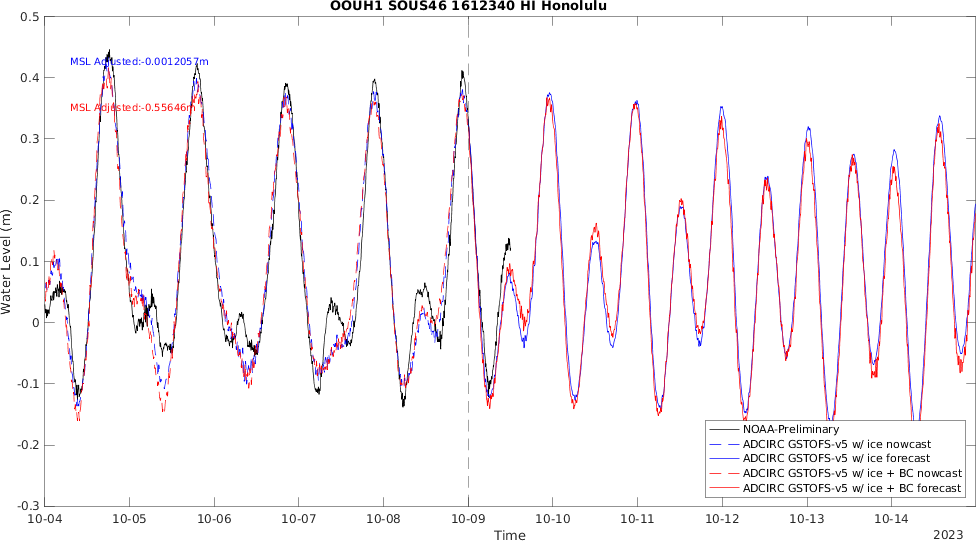 OOUH1 SOUS46 1612340 HI Honolulu
0.5
MSL Adjusted:-0.0012057m
0.4
MSL Adjested:-0.55646m
0.3
0.2
0.1
0
-0.1
-0.2
-0.3
Water Level (m)
NOAA-Preliminary
ADCIRC GSTOFS-v5 w/ ice nowcast
ADCIRC GSTOFS-v5 w/ ice forecast
ADCIRC GSTOFS-v5 w/ ice + BC nowcast
ADCIRC GSTOFS-v5 w/ ice + BC forecast
10-04 10-05 10-06 10-07 10-08 10-09 10-10 10-11 10-12 10-13 10-14
Time
2023